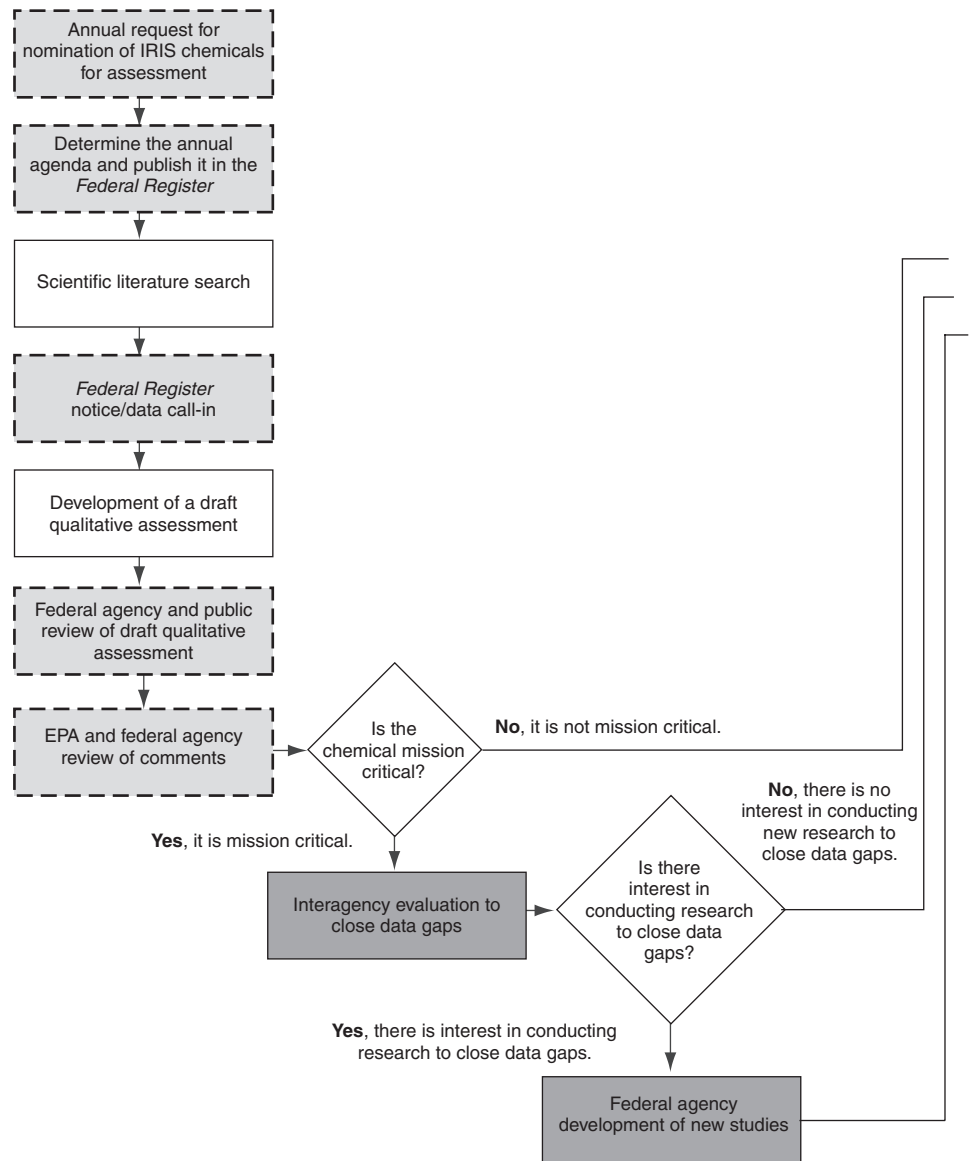 Annual request for
nomination of IRIS chemicals
for assessment
Determine the annual
agenda and publish it in the
Federal Register
Scientific literature search
Federal Register
notice/data call-in
Development of a draft
qualitative assessment
Federal agency and public
review of draft qualitative
assessment
EPA and federal agency
review of comments
Is the
chemical mission
critical?
No, it is not mission critical.
Yes, it is mission critical.
Interagency evaluation to
close data gaps
Is there
interest in
conducting research
to close data
gaps?
No, there is no
interest in conducting
new research to
close data gaps.
Yes, there is interest in conducting
research to close data gaps.
Federal agency
development of new studies